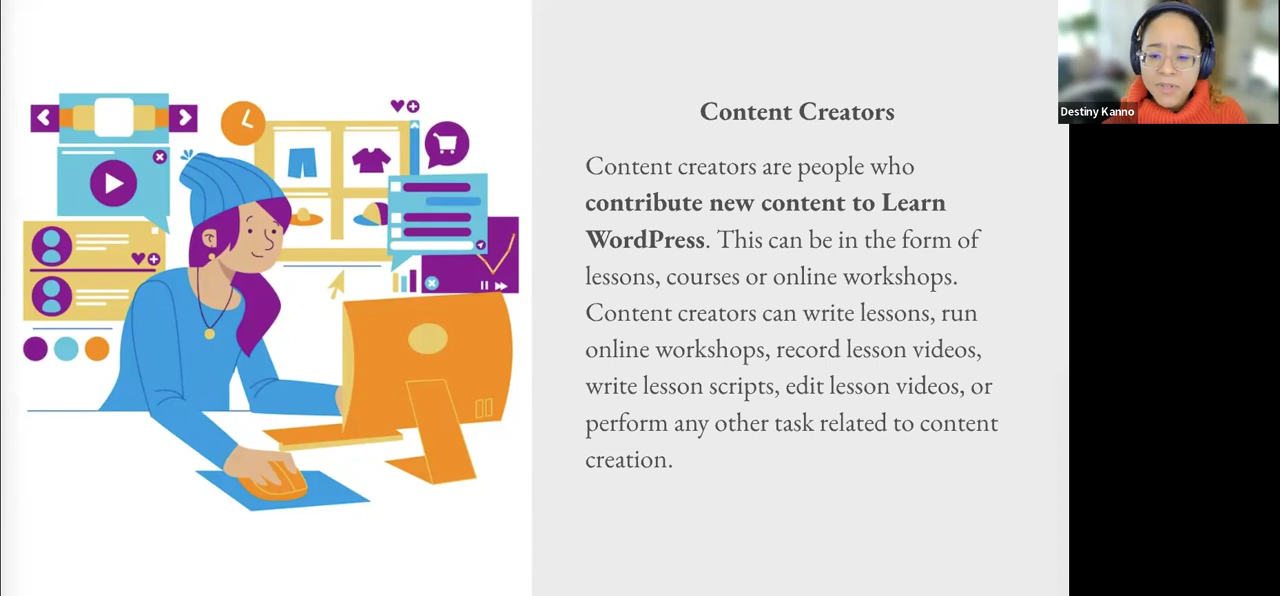 Content Creators
Content creators are people who
contribute new content to Learn
WordPress. This can be in the form of
lessons, courses or online workshops.
Content creators can write lessons, run
online workshops, record lesson videos,
write lesson scripts, edit lesson videos, or
perform any other task related to content
creation.
Destiny Kanno